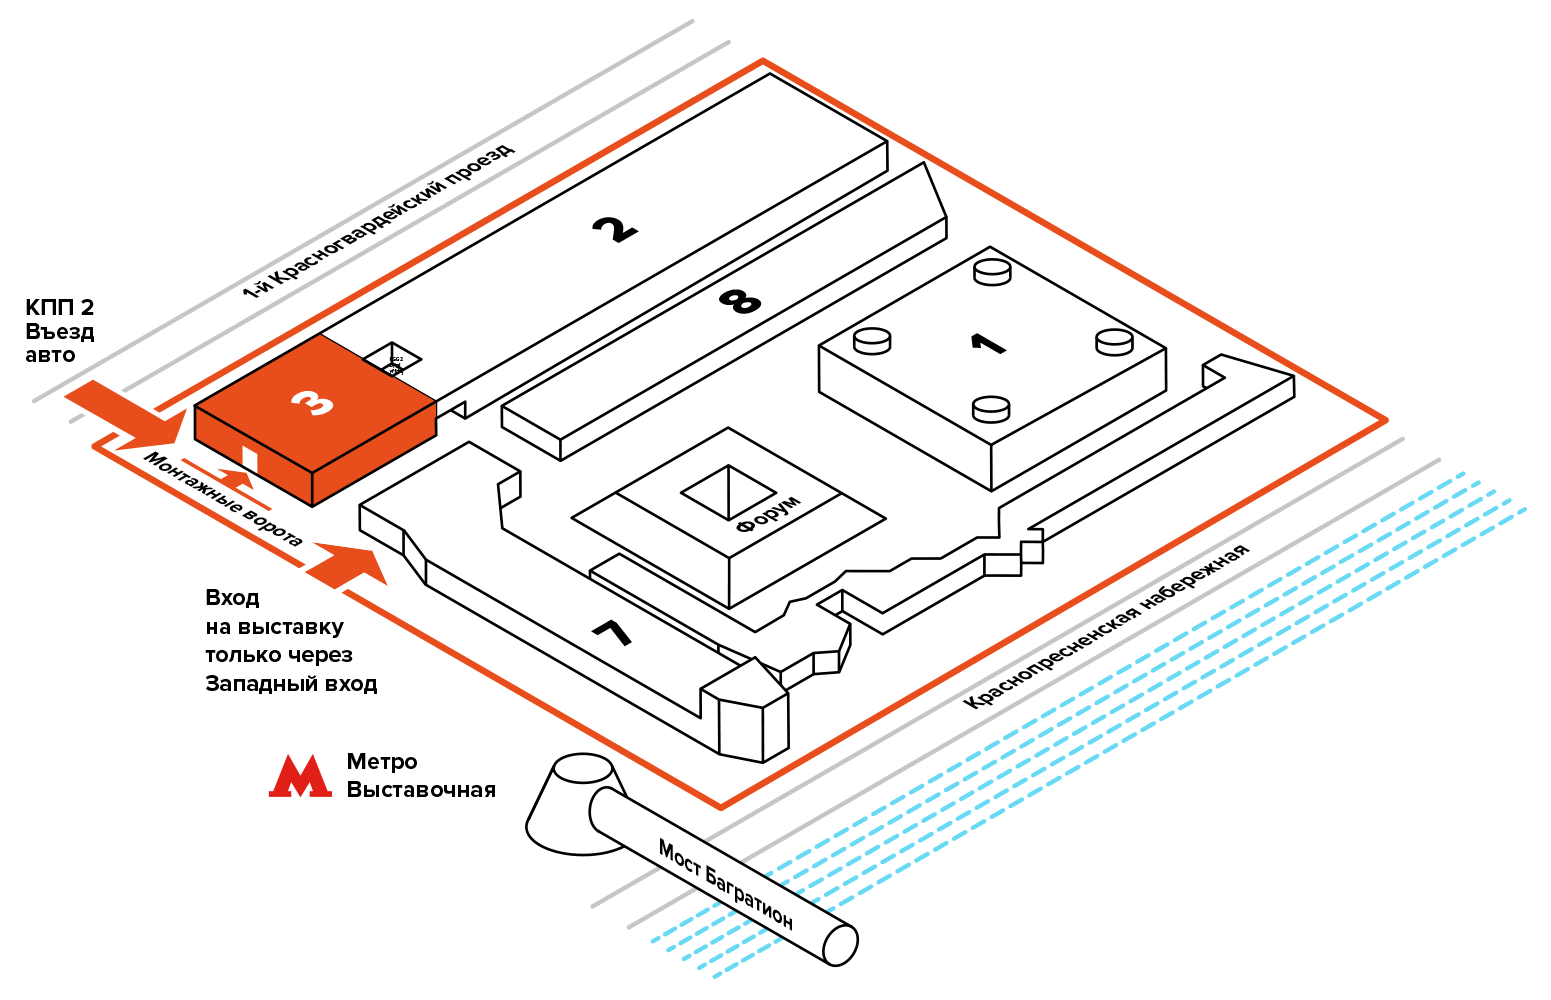 1-й Красногвардейский проезд
2
КПП 2
Въезд
авто
8
1
3
Монтажные ворота
Форум
Вход
на выставку
только через
Западный вход
7
Краснопресненская набережная
Метро
Выставочная
Мост Багратион